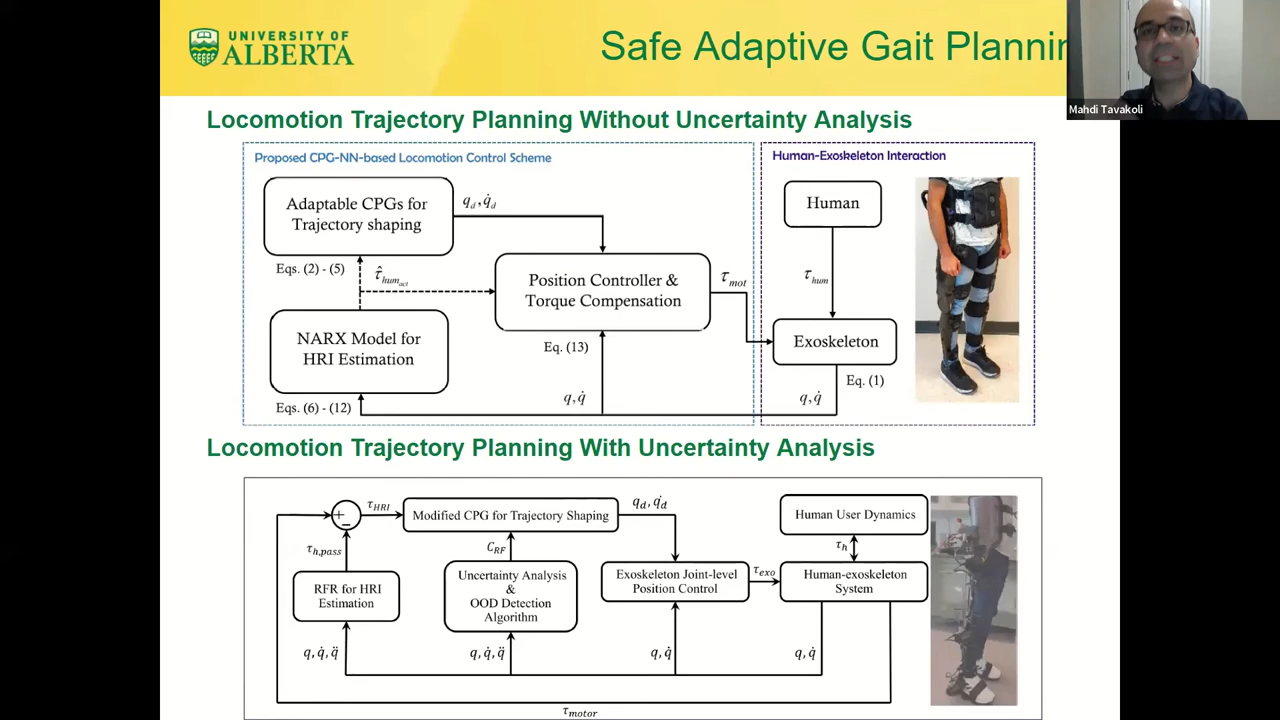 UNIVERSITY OF
ALBERTA
Safe Adaptive Gait Plannin
Mahdi Tavakoli
Locomotion Trajectory Planning Without Uncertainty Analysis
Proposed CPG-NN-based Locomotion Control Scheme
Human-Exoskeleton Interaction
Adaptable CPGs for
Trajectory shaping
q_d, q̇_d
Human
Eqs. (2) - (5)
τ̂_hum_act
Position Controller &
Torque Compensation
τ_mot
τ_hum
NARX Model for
HRI Estimation
Eq. (13)
Exoskeleton
Eq. (1)
Eqs. (6) - (12)
q, q̇
q, q̇
Locomotion Trajectory Planning With Uncertainty Analysis
+
−
τ_HRI
Modified CPG for Trajectory Shaping
q_d, q̇_d
Human User Dynamics
τ_h,pass
C_RF
τ_h
RFR for HRI
Estimation
Uncertainty Analysis
&
OOD Detection
Algorithm
Exoskeleton Joint-level
Position Control
τ_exo
Human-exoskeleton
System
q, q̇, q̈
q, q̇, q̈
q, q̇
q, q̇
τ_motor